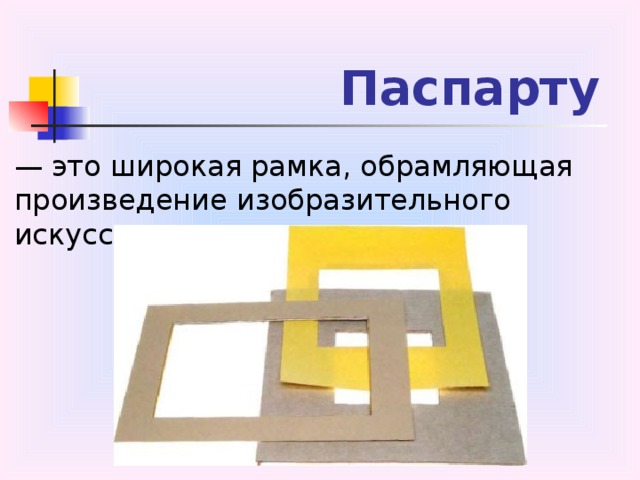 Паспарту
— это широкая рамка, обрамляющая
произведение изобразительного